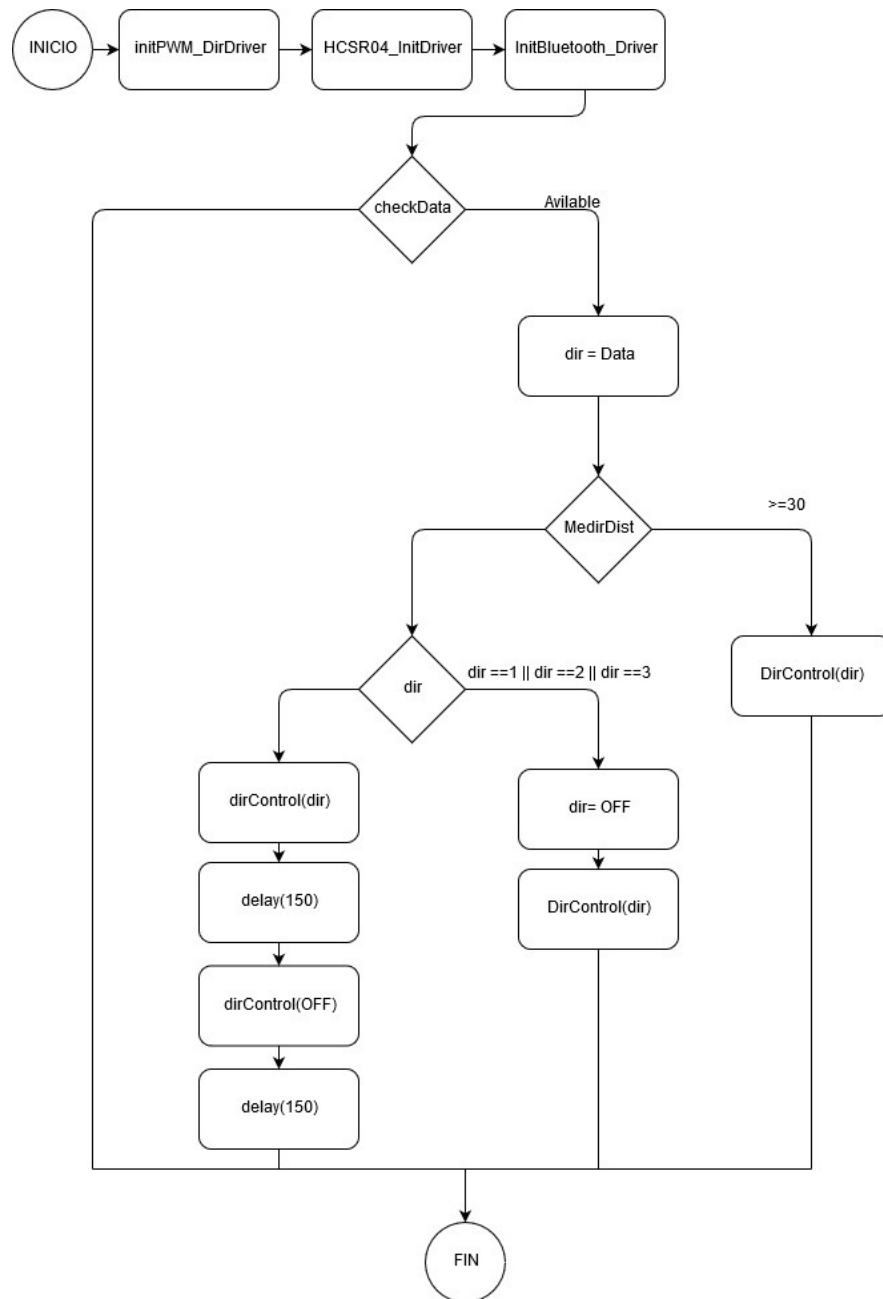 INICIO
initPWM_DirDriver
HCSR04_InitDriver
InitBluetooth_Driver
checkData
Avilable
dir = Data
MedirDist
>=30
dir
dir ==1 || dir ==2 || dir ==3
DirControl(dir)
dirControl(dir)
dir= OFF
delay(150)
DirControl(dir)
dirControl(OFF)
delay(150)
FIN